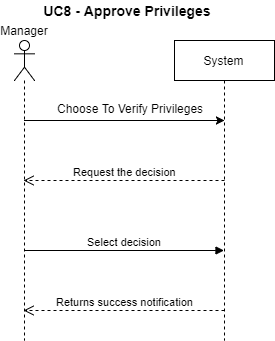 UC8 - Approve Privileges
Manager
System
Choose To Verify Privileges
Request the decision
Select decision
Returns success notification